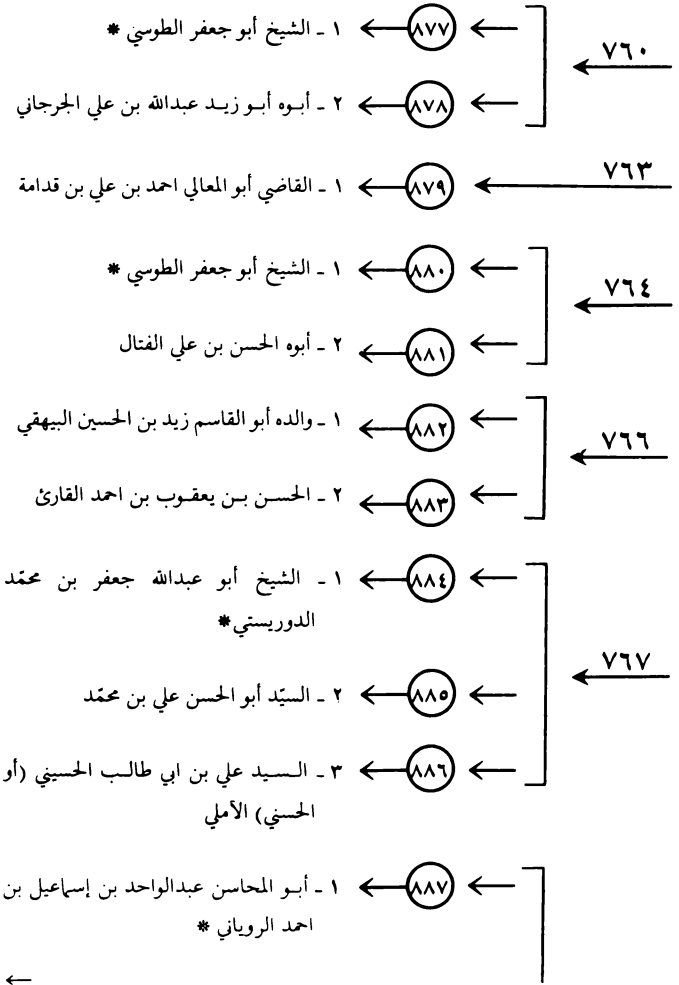 ٧٦٠
٨٧٧ ١ ـ الشيخ أبو جعفر الطوسي *
٨٧٨ ٢ ـ أبوه أبو زيد عبدالله بن علي الجرجاني
٧٦٣
٨٧٩ ١ ـ القاضي أبو المعالي احمد بن علي بن قدامة
٧٦٤
٨٨٠ ١ ـ الشيخ أبو جعفر الطوسي *
٨٨١ ٢ ـ أبوه الحسن بن علي الفتال
٧٦٦
٨٨٢ ١ ـ والده أبو القاسم زيد بن الحسين البيهقي
٨٨٣ ٢ ـ الحسن بن يعقوب بن احمد القارئ
٧٦٧
٨٨٤ ١ ـ الشيخ أبو عبدالله جعفر بن محمّد
الدوريستي *
٨٨٥ ٢ ـ السيّد أبو الحسن علي بن محمّد
٨٨٦ ٣ ـ السيد علي بن ابي طالب الحسيني (أو
الحسني) الآملي
٨٨٧ ١ ـ أبو المحاسن عبدالواحد بن إسماعيل بن
احمد الروياني *